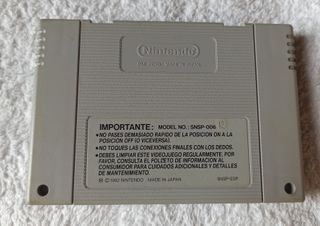 Nintendo
IMPORTANTE: MODEL NO.: SNSP-006
•NO PASES DEMASIADO RAPIDO DE LA POSICION ON A LA
POSICION OFF (O VICEVERSA).
•NO TOQUES LAS CONEXIONES FINALES CON LOS DEDOS.
•DEBES LIMPIAR ESTE VIDEOJUEGO REGULARMENTE: POR
FAVOR, CONSULTA EL FOLLETO DE INFORMACION AL
CONSUMIDOR PARA CONSEGUIR AVISOS Y DETALLES
DE MANTENIMIENTO.
© 1992 NINTENDO MADE IN JAPAN SNSP-ESP